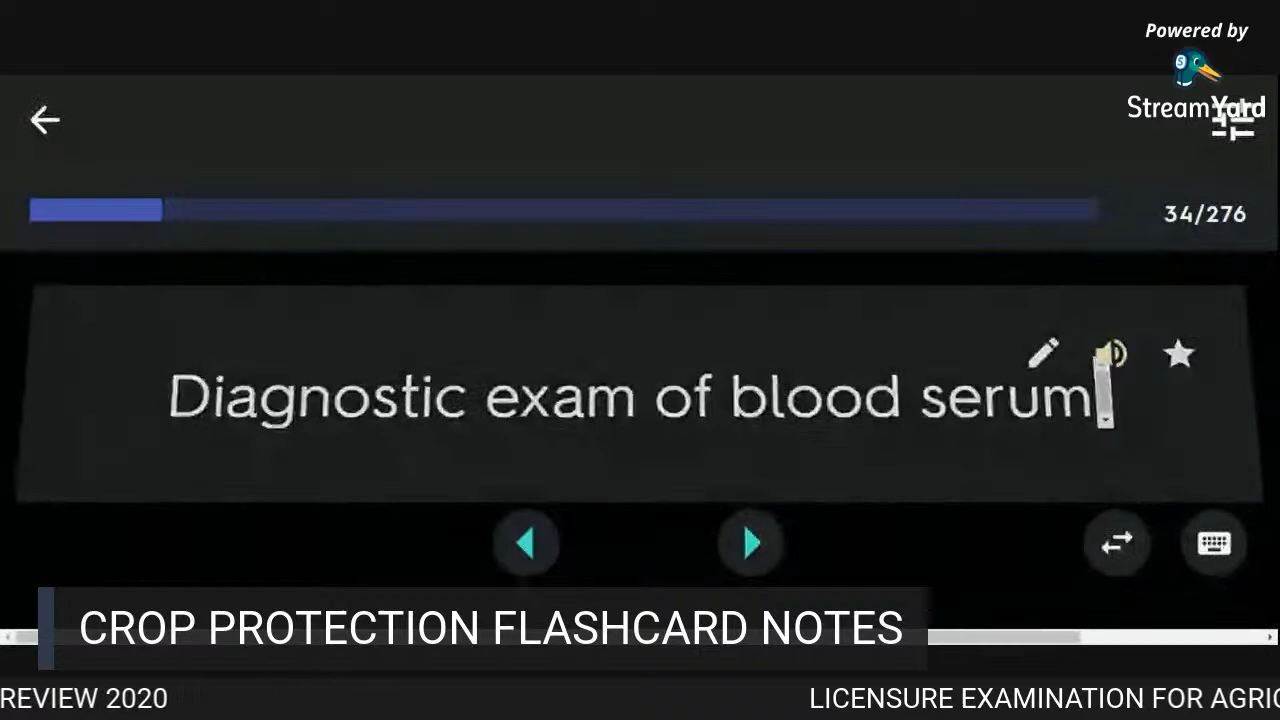 Powered by
StreamYard
34/276
Diagnostic exam of blood serum
CROP PROTECTION FLASHCARD NOTES
REVIEW 2020
LICENSURE EXAMINATION FOR AGRIC